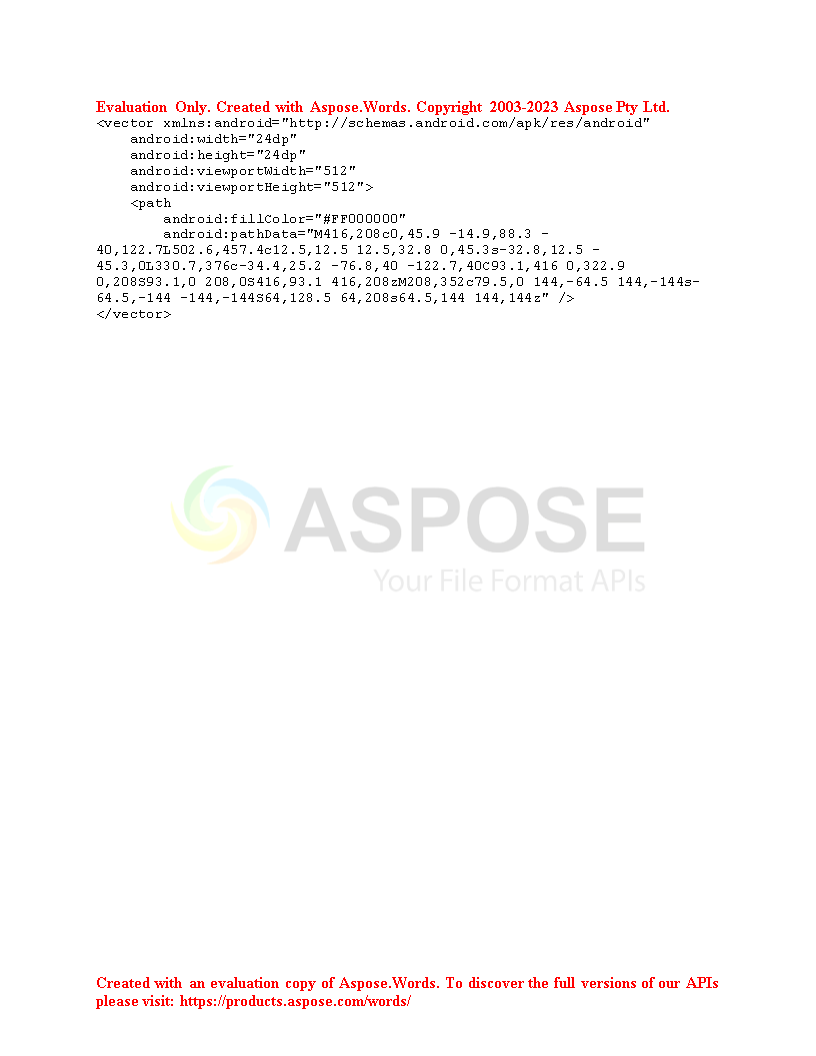 Evaluation Only. Created with Aspose.Words. Copyright 2003-2023 Aspose Pty Ltd.
<vector xmlns:android="http://schemas.android.com/apk/res/android"
    android:width="24dp"
    android:height="24dp"
    android:viewportWidth="512"
    android:viewportHeight="512">
    <path
        android:fillColor="#FF000000"
        android:pathData="M416,208c0,45.9 -14.9,88.3 -
40,122.7L502.6,457.4c12.5,12.5 12.5,32.8 0,45.3s-32.8,12.5 -
45.3,0L330.7,376c-34.4,25.2 -76.8,40 -122.7,40C93.1,416 0,322.9
0,208S93.1,0 208,0S416,93.1 416,208zM208,352c79.5,0 144,-64.5 144,-144s-
64.5,-144 -144,-144S64,128.5 64,208s64.5,144 144,144z" />
</vector>
ASPOSE
Your File Format APIs
Created with an evaluation copy of Aspose.Words. To discover the full versions of our APIs
please visit: https://products.aspose.com/words/